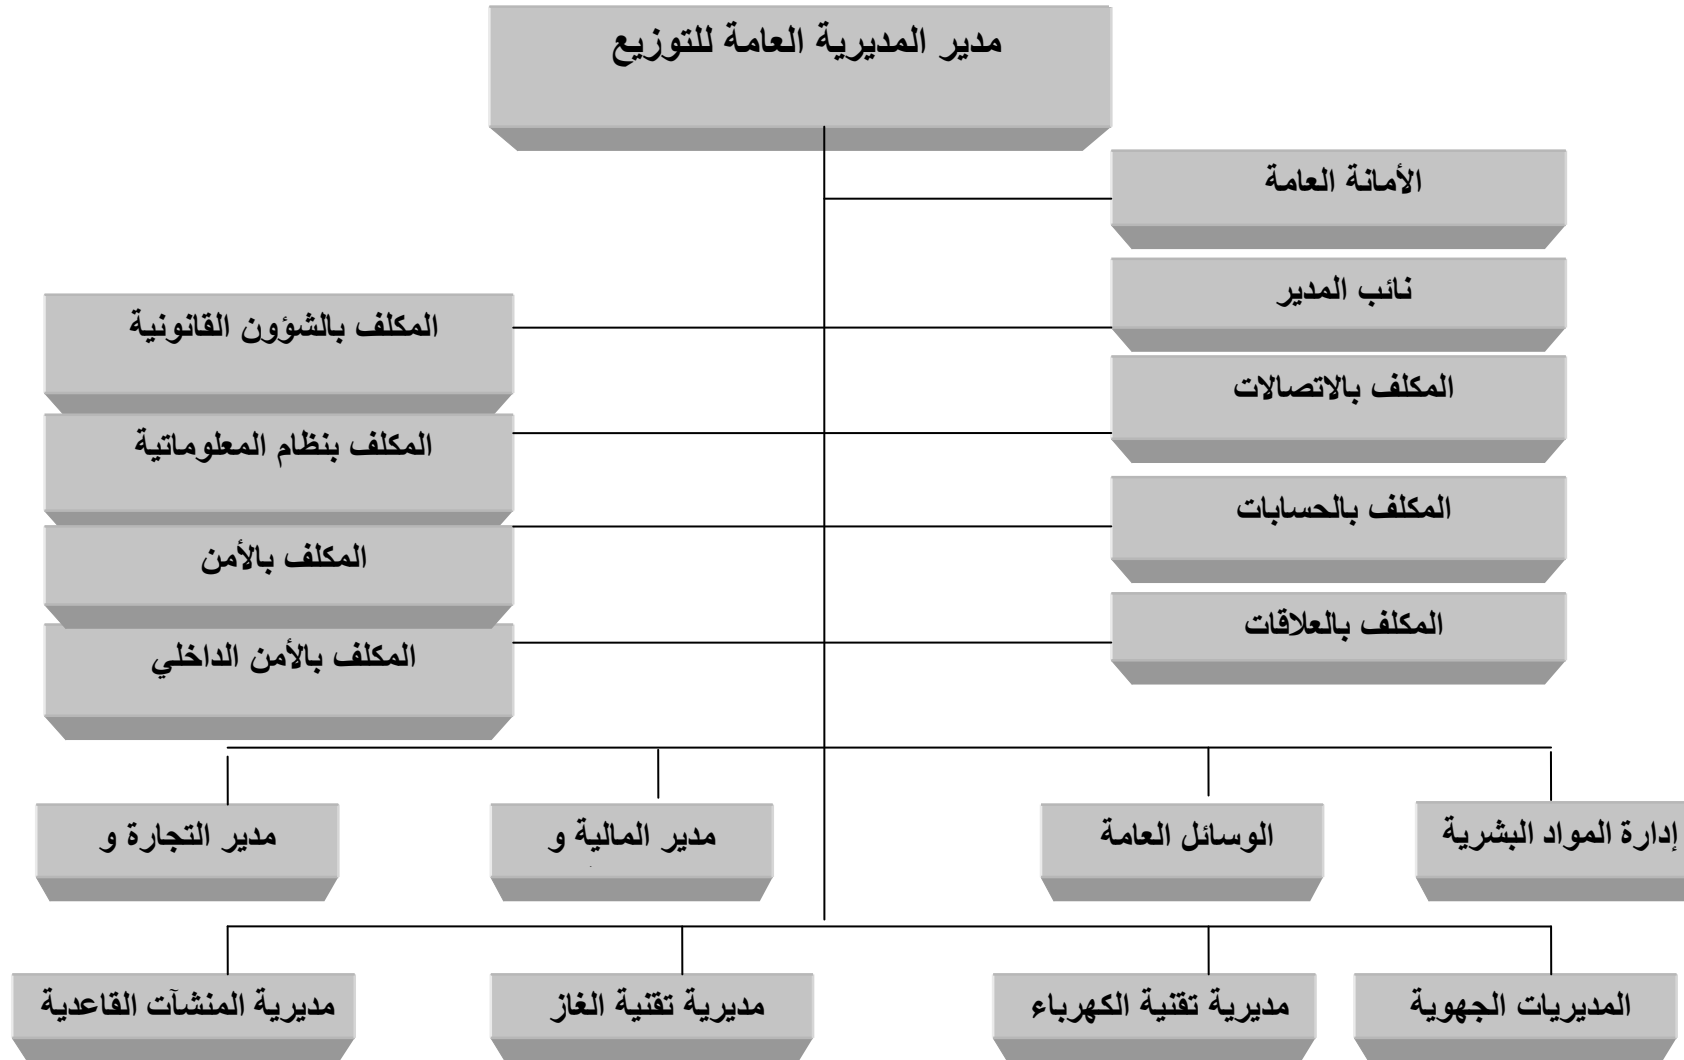 مدير المديرية العامة للتوزيع
الأمانة العامة
نائب المدير
المكلف بالشؤون القانونية
المكلف بالاتصالات
المكلف بنظام المعلوماتية
المكلف بالحسابات
المكلف بالأمن
المكلف بالعلاقات
المكلف بالأمن الداخلي
إدارة المواد البشرية
الوسائل العامة
مدير المالية و
مدير التجارة و
المديريات الجهوية
مديرية تقنية الكهرباء
مديرية تقنية الغاز
مديرية المنشآت القاعدية